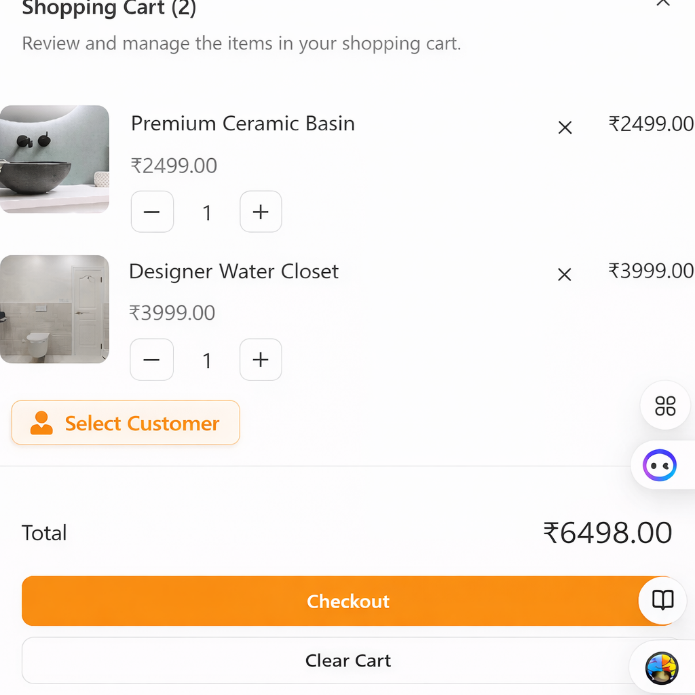 Shopping Cart (2)
Review and manage the items in your shopping cart.
Premium Ceramic Basin
₹2499.00
₹2499.00
1
Designer Water Closet
₹3999.00
₹3999.00
1
Select Customer
Total
₹6498.00
Checkout
Clear Cart